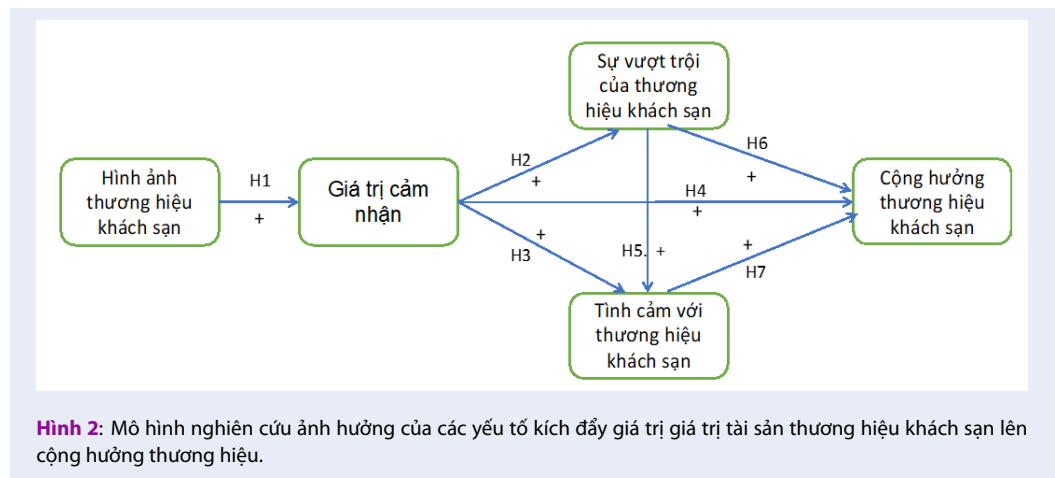 Sự vượt trội
của thương
hiệu khách sạn
H2
+
H6
+
Hình ảnh
thương hiệu
khách sạn
H1
+
Giá trị cảm
nhận
H4
+
Cộng hưởng
thương hiệu
khách sạn
+
H3
H5. +
+
H7
Tình cảm với
thương hiệu
khách sạn
Hình 2: Mô hình nghiên cứu ảnh hưởng của các yếu tố kích đẩy giá trị giá trị tài sản thương hiệu khách sạn lên
cộng hưởng thương hiệu.